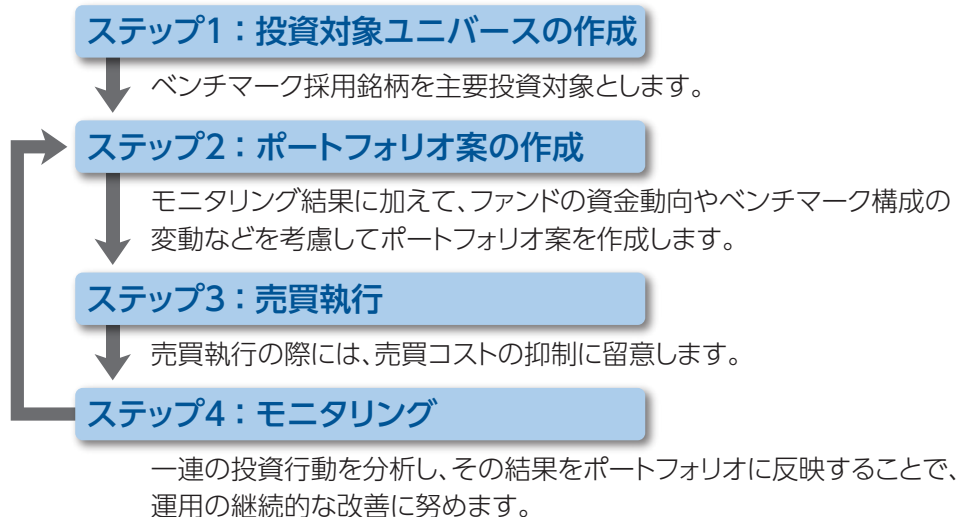 ステップ1：投資対象ユニバースの作成
ベンチマーク採用銘柄を主要投資対象とします。
ステップ2：ポートフォリオ案の作成
モニタリング結果に加えて、ファンドの資金動向やベンチマーク構成の
変動などを考慮してポートフォリオ案を作成します。
ステップ3：売買執行
売買執行の際には、売買コストの抑制に留意します。
ステップ4：モニタリング
一連の投資行動を分析し、その結果をポートフォリオに反映することで、
運用の継続的な改善に努めます。